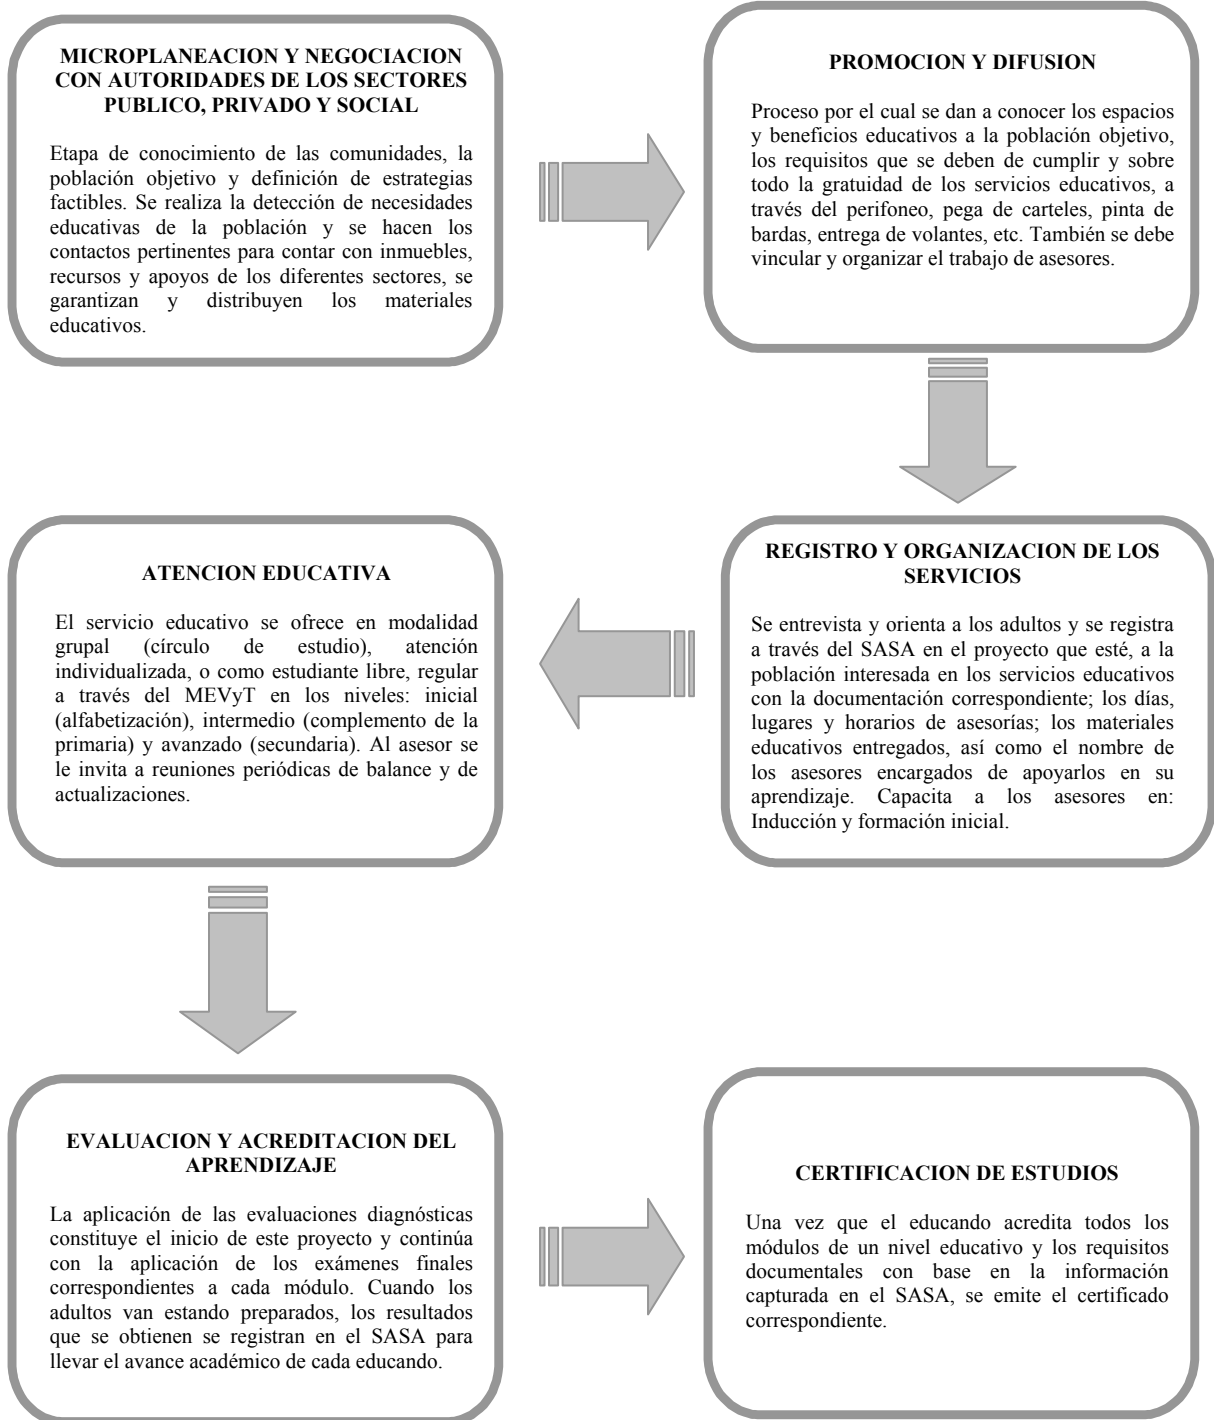 MICROPLANEACION Y NEGOCIACION
CON AUTORIDADES DE LOS SECTORES
PUBLICO, PRIVADO Y SOCIAL
Etapa de conocimiento de las comunidades, la
población objetivo y definición de estrategias
factibles. Se realiza la detección de necesidades
educativas de la población y se hacen los
contactos pertinentes para contar con inmuebles,
recursos y apoyos de los diferentes sectores, se
garantizan y distribuyen los materiales
educativos.
PROMOCION Y DIFUSION
Proceso por el cual se dan a conocer los espacios
y beneficios educativos a la población objetivo,
los requisitos que se deben de cumplir y sobre
todo la gratuidad de los servicios educativos, a
través del perifoneo, pega de carteles, pinta de
bardas, entrega de volantes, etc. También se debe
vincular y organizar el trabajo de asesores.
REGISTRO Y ORGANIZACION DE LOS
SERVICIOS
Se entrevista y orienta a los adultos y se registra
a través del SASA en el proyecto que esté, a la
población interesada en los servicios educativos
con la documentación correspondiente; los días,
lugares y horarios de asesorías; los materiales
educativos entregados, así como el nombre de
los asesores encargados de apoyarlos en su
aprendizaje. Capacita a los asesores en:
Inducción y formación inicial.
ATENCION EDUCATIVA
El servicio educativo se ofrece en modalidad
grupal (círculo de estudio), atención
individualizada, o como estudiante libre, regular
a través del MEVyT en los niveles: inicial
(alfabetización), intermedio (complemento de la
primaria) y avanzado (secundaria). Al asesor se
le invita a reuniones periódicas de balance y de
actualizaciones.
EVALUACION Y ACREDITACION DEL
APRENDIZAJE
La aplicación de las evaluaciones diagnósticas
constituye el inicio de este proyecto y continúa
con la aplicación de los exámenes finales
correspondientes a cada módulo. Cuando los
adultos van estando preparados, los resultados
que se obtienen se registran en el SASA para
llevar el avance académico de cada educando.
CERTIFICACION DE ESTUDIOS
Una vez que el educando acredita todos los
módulos de un nivel educativo y los requisitos
documentales con base en la información
capturada en el SASA, se emite el certificado
correspondiente.